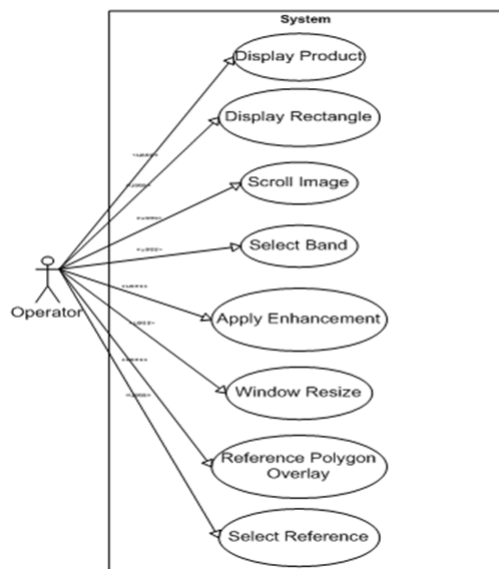 System
Display Product
Display Rectangle
Scroll Image
Select Band
Operator
Apply Enhancement
Window Resize
Reference Polygon
Overlay
Select Reference